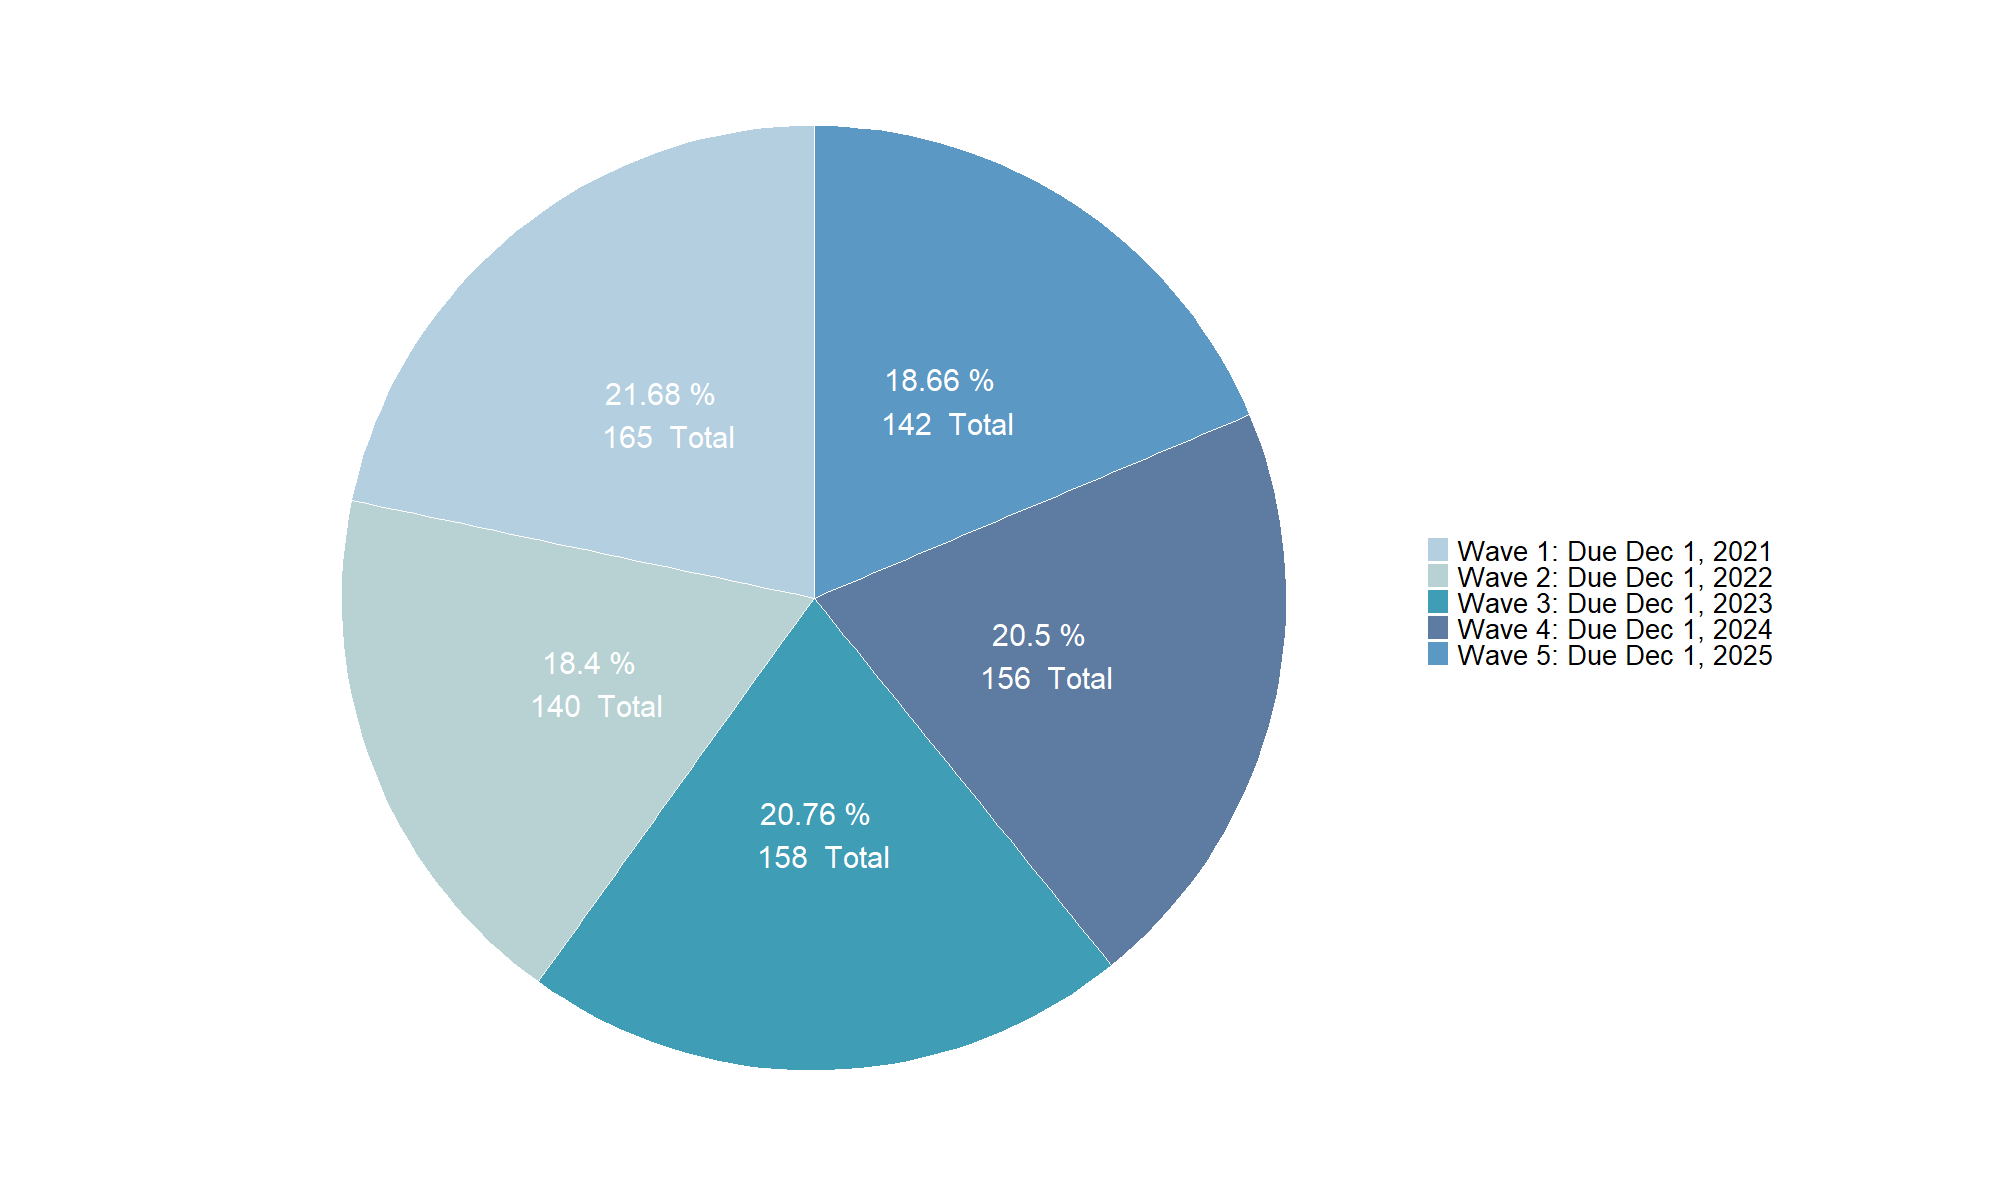 18.66 %
142  Total
21.68 %
165  Total
20.5 %
156  Total
18.4 %
140  Total
20.76 %
158  Total
Wave 1: Due Dec 1, 2021
Wave 2: Due Dec 1, 2022
Wave 3: Due Dec 1, 2023
Wave 4: Due Dec 1, 2024
Wave 5: Due Dec 1, 2025